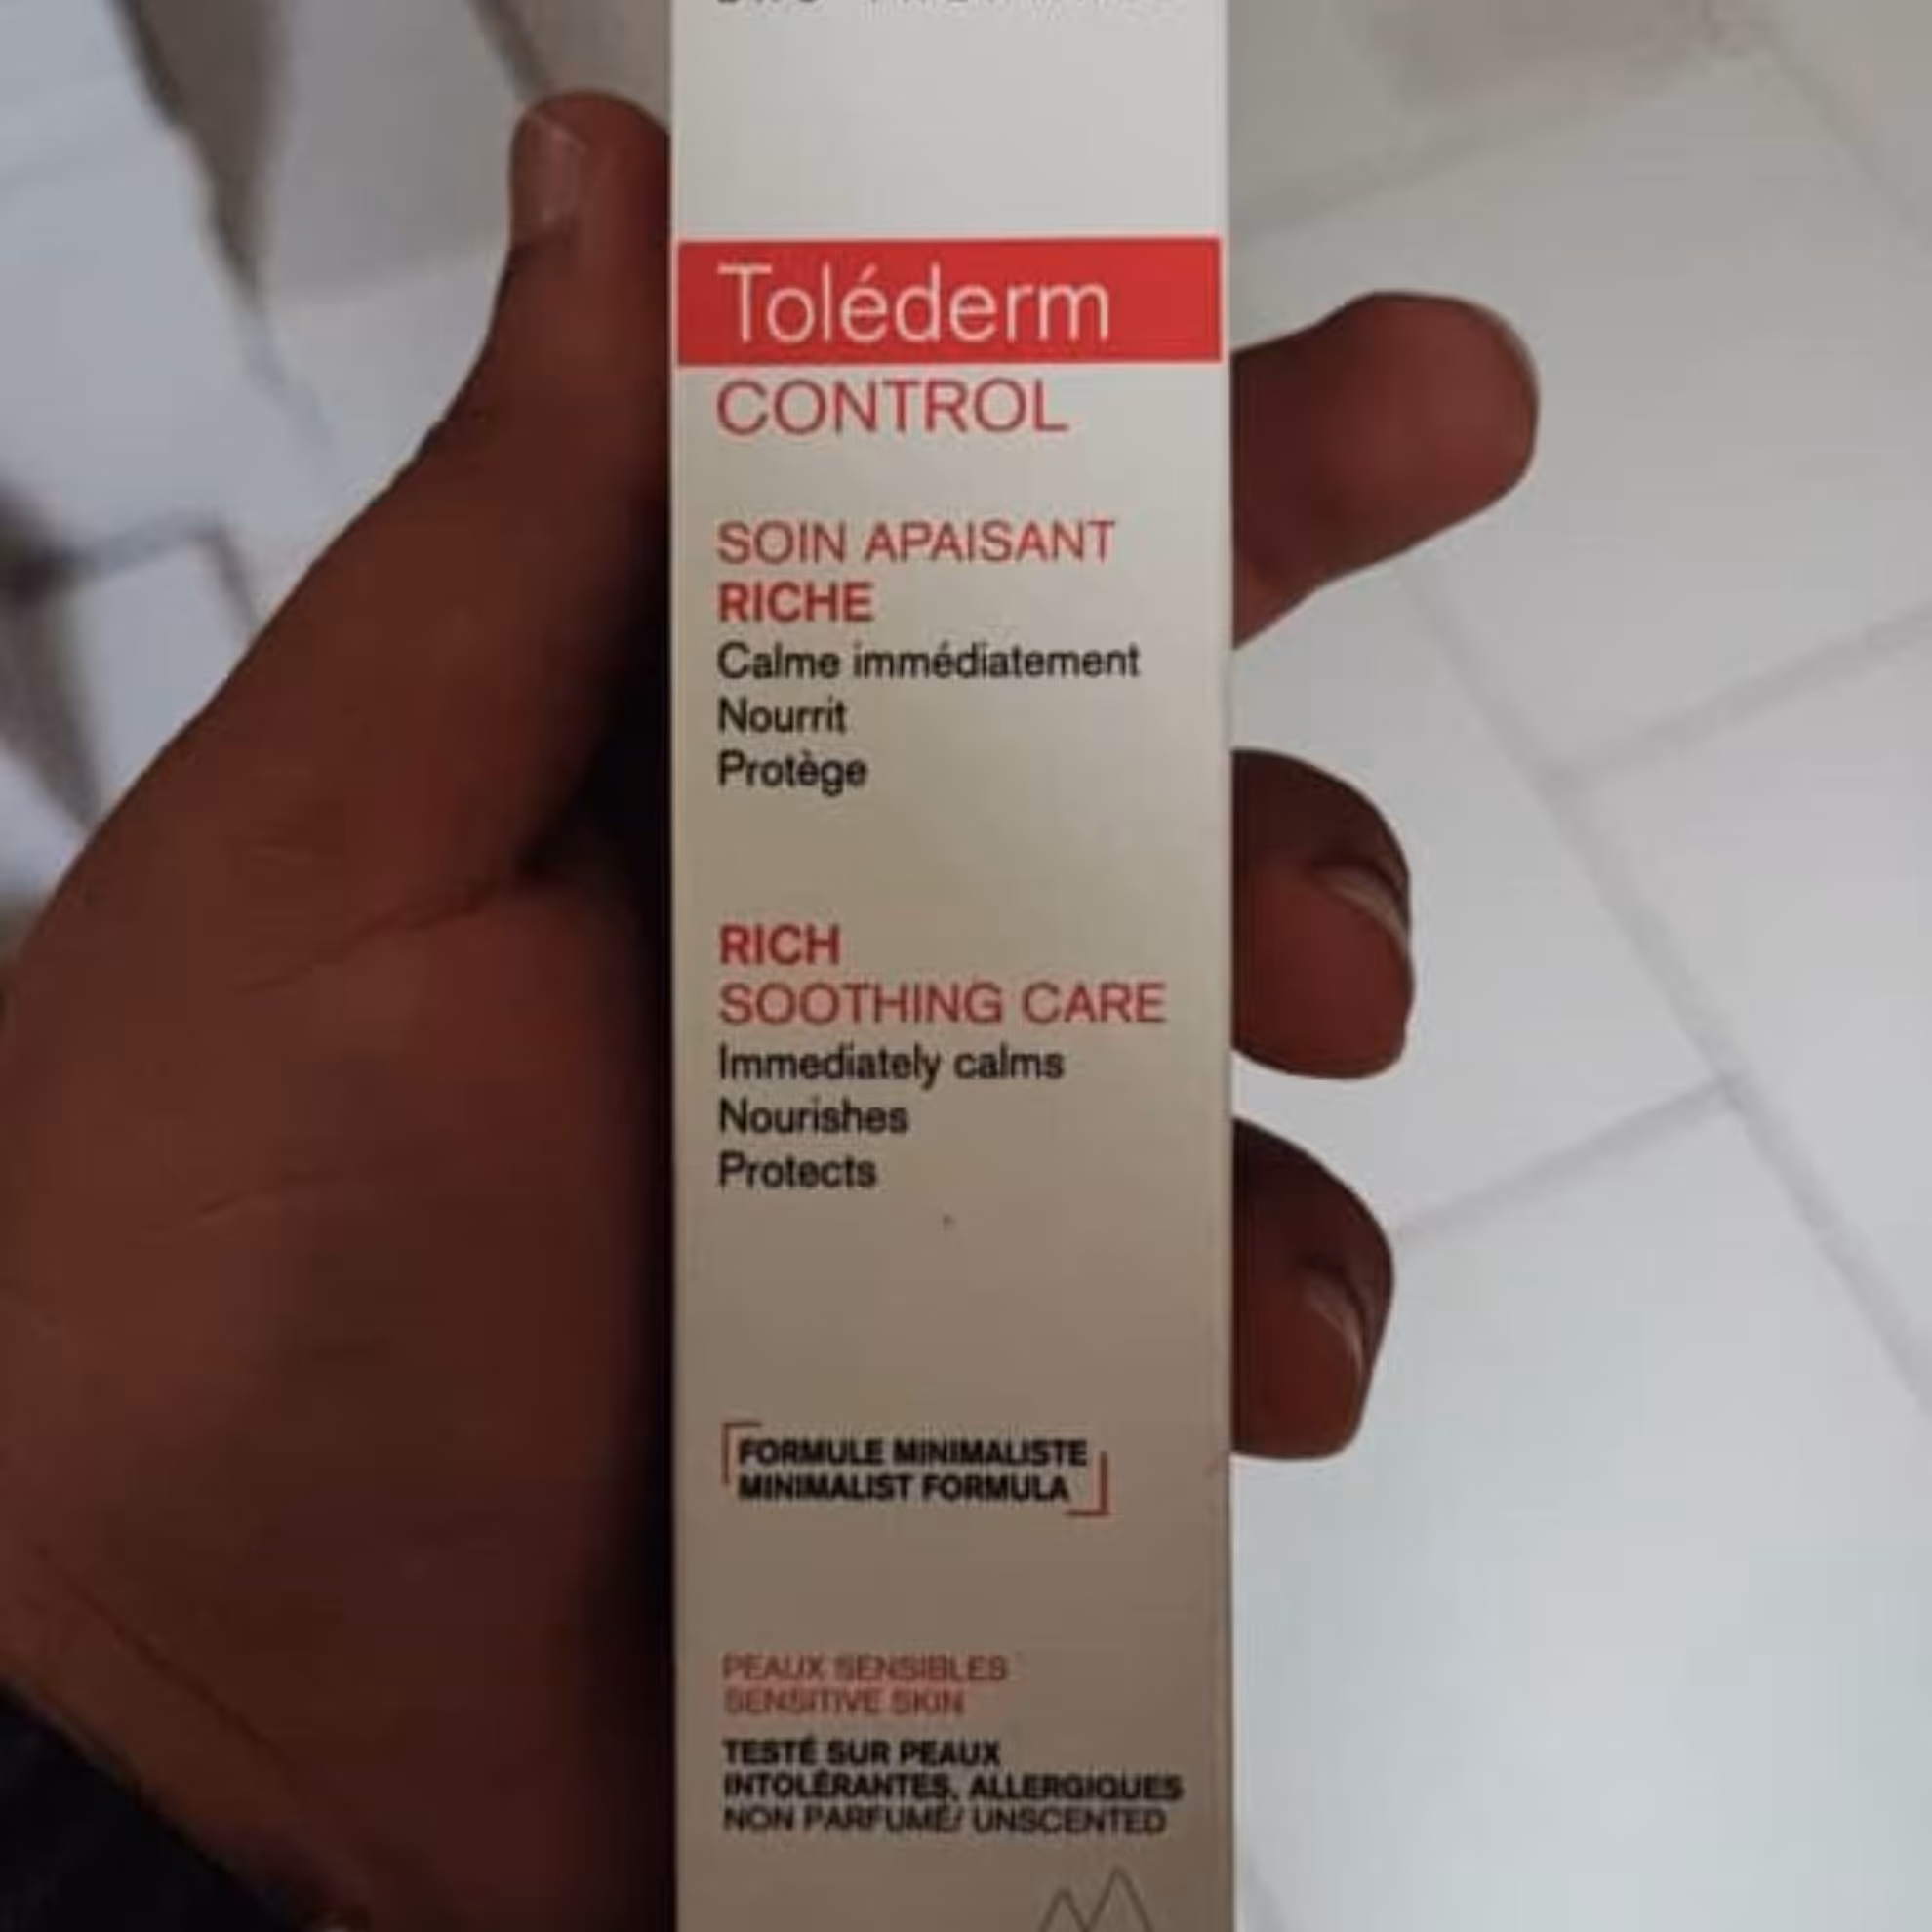 Toléderm
CONTROL
SOIN APAISANT
RICHE
Calme immédiatement
Nourrit
Protège
RICH
SOOTHING CARE
Immediately calms
Nourishes
Protects
FORMULE MINIMALISTE
MINIMALIST FORMULA
PEAUX SENSIBLES
SENSITIVE SKIN
TESTÉ SUR PEAUX
INTOLÉRANTES, ALLERGIQUES
NON PARFUMÉ/ UNSCENTED